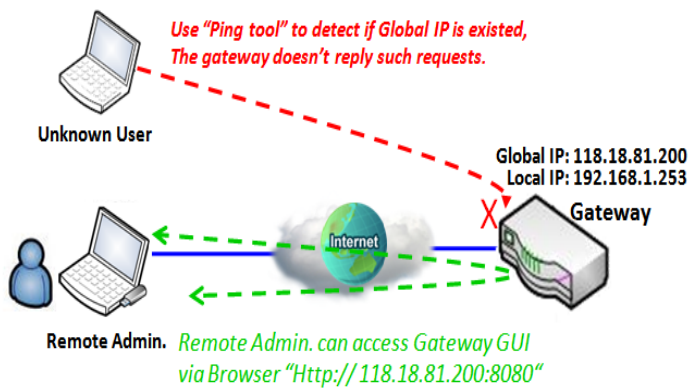 Use “Ping tool” to detect if Global IP is existed,
The gateway doesn’t reply such requests.
Unknown User
Global IP: 118.18.81.200
Local IP: 192.168.1.253
X
Gateway
Internet
Remote Admin.
Remote Admin. can access Gateway GUI
via Browser “Http:// 118.18.81.200:8080“